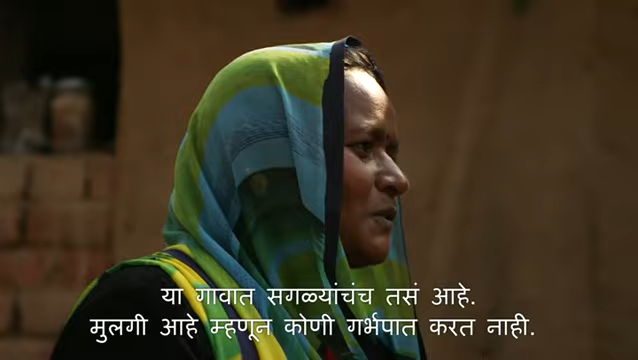 या गावात सगळ्यांचंच तसं आहे.
मुलगी आहे म्हणून कोणी गर्भपात करत नाही.